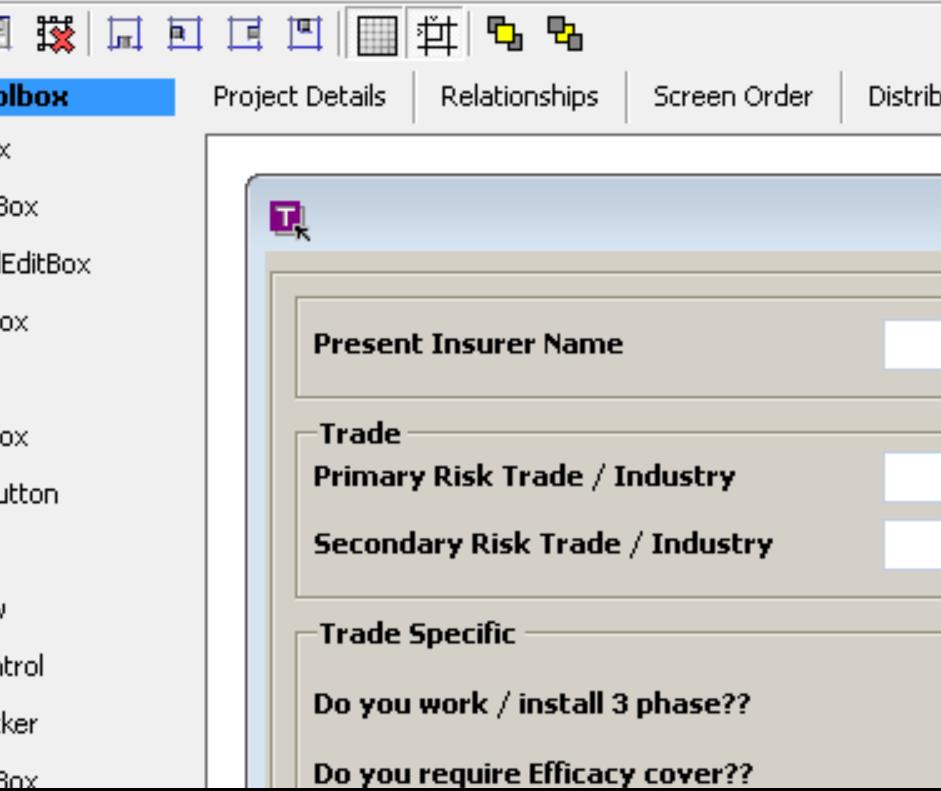 olbox
Project Details
Relationships
Screen Order
Distrib
x
Box
EditBox
ox
ox
utton
ntrol
ker
Box
T
Present Insurer Name
Trade
Primary Risk Trade / Industry
Secondary Risk Trade / Industry
Trade Specific
Do you work / install 3 phase??
Do you require Efficacy cover??